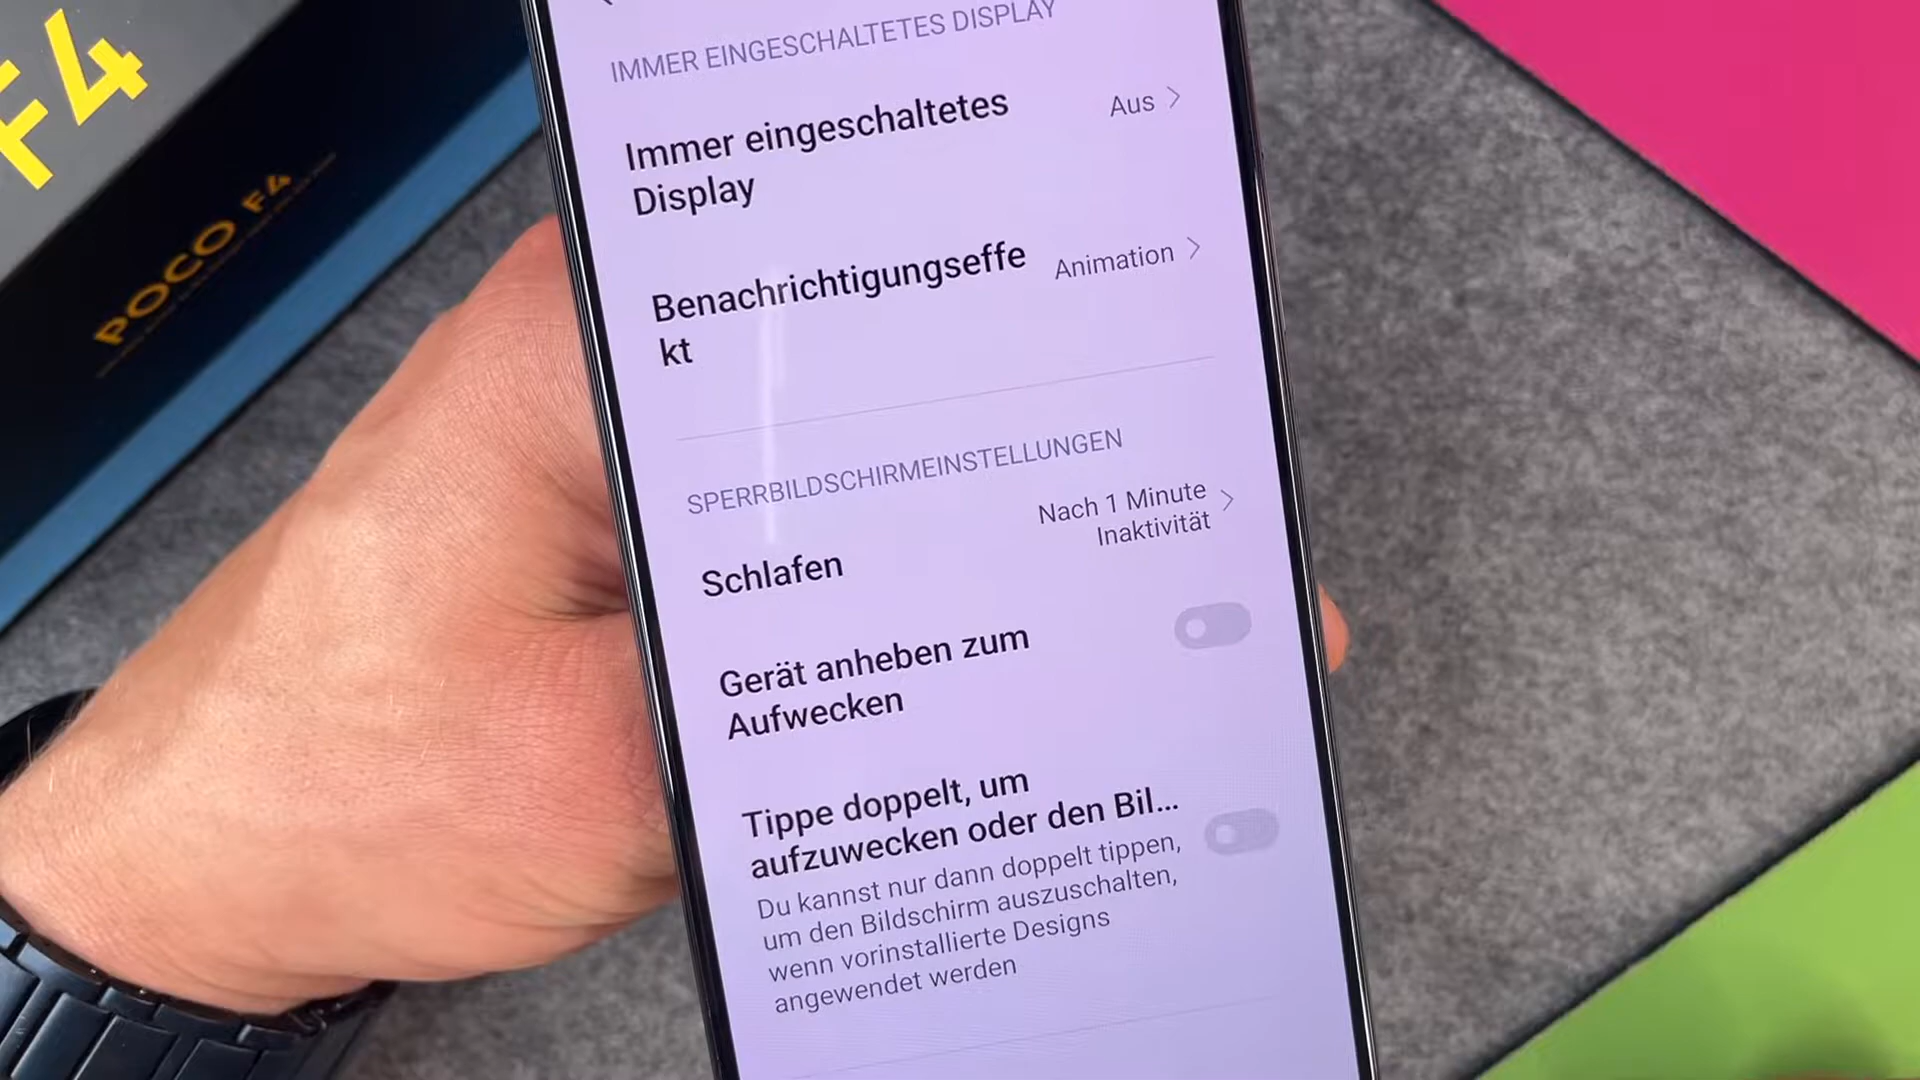 F4
POCO F4
IMMER EINGESCHALTETES DISPLAY
Immer eingeschaltetes
Display
Aus
Benachrichtigungseffe
kt
Animation
SPERRBILDSCHIRMEINSTELLUNGEN
Schlafen
Nach 1 Minute
Inaktivität
Gerät anheben zum
Aufwecken
Tippe doppelt, um
aufzuwecken oder den Bil...
Du kannst nur dann doppelt tippen,
um den Bildschirm auszuschalten,
wenn vorinstallierte Designs
angewendet werden